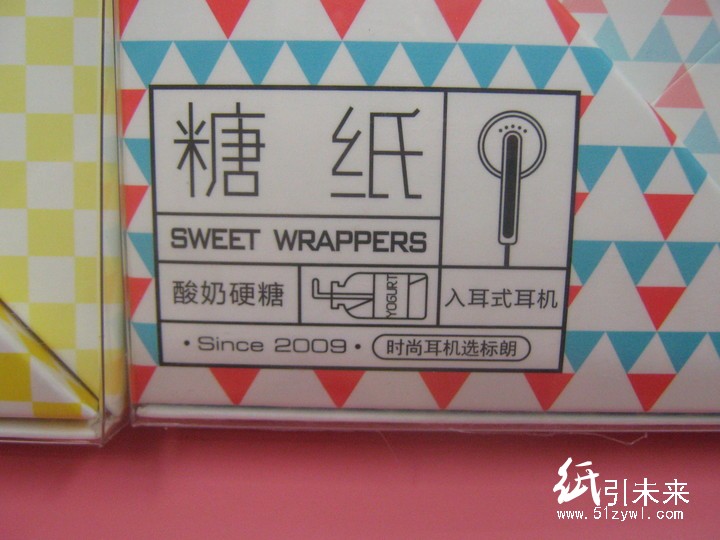 糖 纸
SWEET WRAPPERS
酸奶硬糖
YOGURT
入耳式耳机
·Since 2009·
时尚耳机选标朗
纸引未来
www.51zywl.com